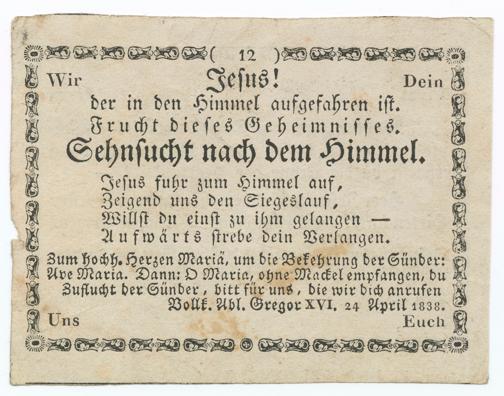 ( 12 )
Wir Jesus! Dein
der in den Himmel aufgefahren ist.
Frucht dieses Geheimnisses.
Sehnsucht nach dem Himmel.
Jesus fuhr zum Himmel auf,
Zeigend uns den Siegeslauf,
Willst du einst zu ihm gelangen —
Aufwärts strebe dein Verlangen.
Zum hochh. Herzen Mariä, um die Bekehrung der Sünder:
Ave Maria. Dann: O Maria, ohne Mackel empfangen, du
Zuflucht der Sünder, bitt für uns, die wir dich anrufen
Vollk. Abl. Gregor XVI. 24 April 1838.
Uns Euch